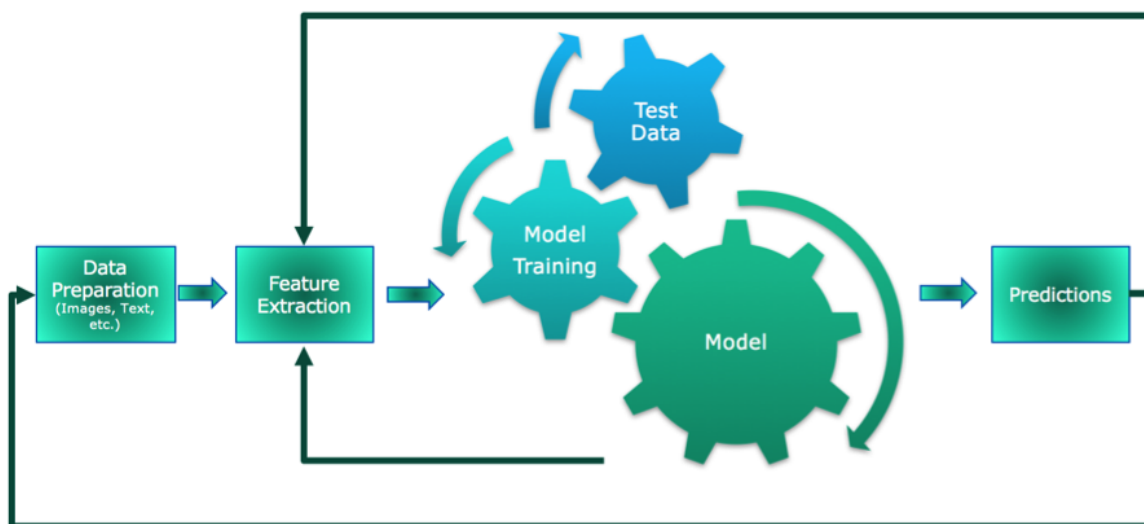 Test
Data
Model
Training
Data
Preparation
(Images, Text,
etc.)
Feature
Extraction
Model
Predictions